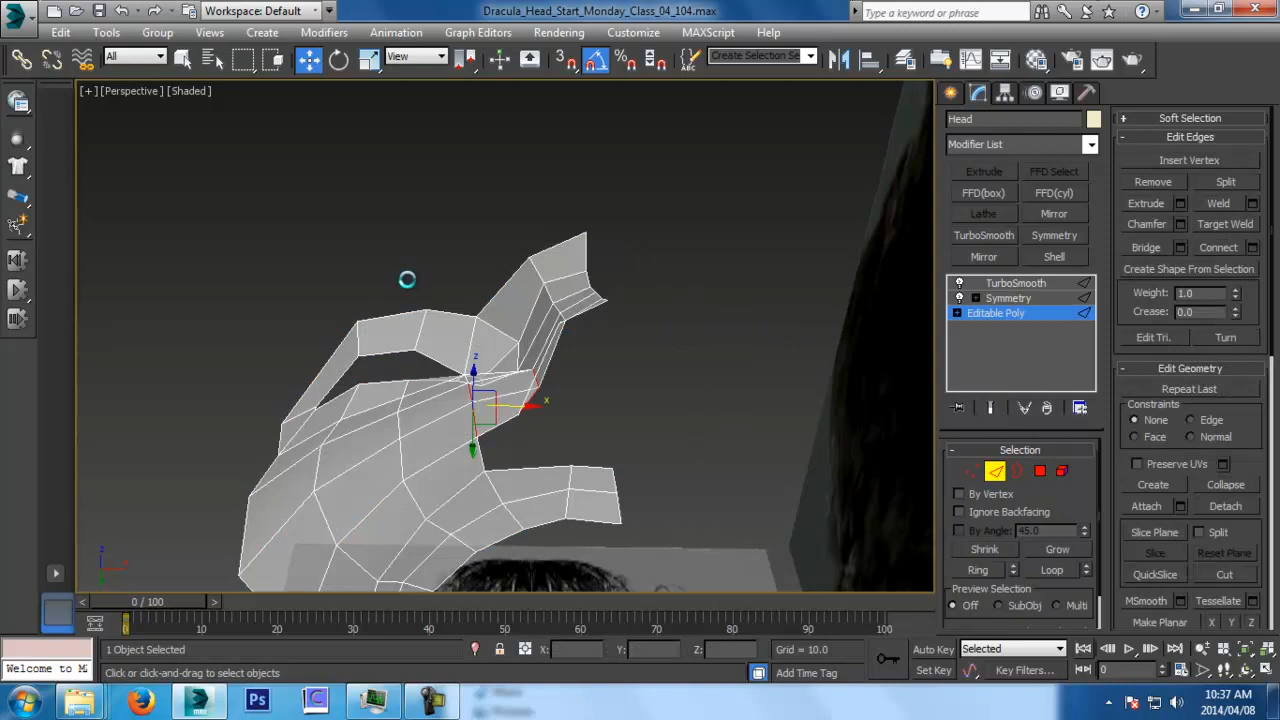 Workspace: Default
Dracula_Head_Start_Monday_Class_04_104.max
Type a keyword or phrase
Edit Tools Group Views Create Modifiers Animation Graph Editors Rendering Customize MAXScript Help
All
View
3
Create Selection Se
[+] [Perspective] [Shaded]
z
x
Head
Modifier List
Extrude FFD Select
FFD(box) FFD(cyl)
Lathe Mirror
TurboSmooth Symmetry
Mirror Shell
TurboSmooth
Symmetry
Editable Poly
Selection
By Vertex
Ignore Backfacing
By Angle: 45.0
Shrink Grow
Ring Loop
Preview Selection
Off SubObj Multi
Soft Selection
Edit Edges
Insert Vertex
Remove Split
Extrude Weld
Chamfer Target Weld
Bridge Connect
Create Shape From Selection
Weight: 1.0
Crease: 0.0
Edit Tri. Turn
Edit Geometry
Repeat Last
Constraints
None Edge
Face Normal
Preserve UVs
Create Collapse
Attach Detach
Slice Plane Split
Slice Reset Plane
QuickSlice Cut
MSmooth Tessellate
Make Planar X Y Z
0 / 100
0 10 20 30 40 50 60 70 80 90 100
1 Object Selected X: Y: Z: Grid = 10.0
Auto Key Selected
Welcome to M
Click or click-and-drag to select objects
Add Time Tag
Set Key Key Filters...
0
10:37 AM
2014/04/08